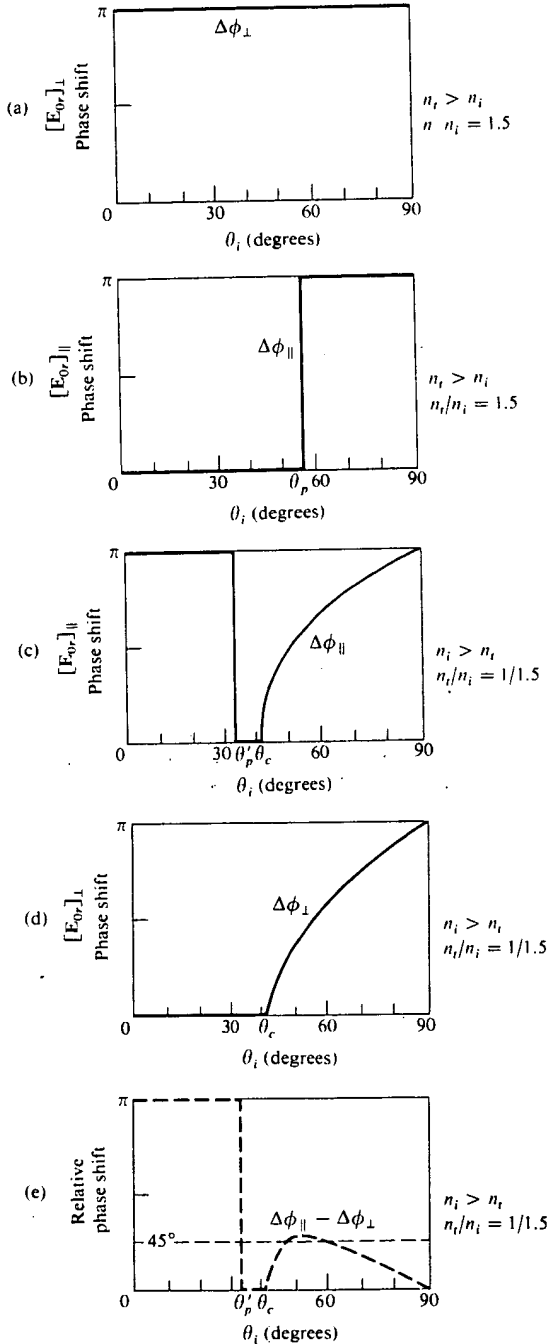 (a)
[E₀ᵣ]⊥
Phase shift
π
Δϕ⊥
0 30 60 90
θᵢ (degrees)
nₜ > nᵢ
n nᵢ = 1.5
(b)
[E₀ᵣ]∥
Phase shift
π
Δϕ∥
0 30 θₚ 60 90
θᵢ (degrees)
nₜ > nᵢ
nₜ/nᵢ = 1.5
(c)
[E₀ᵣ]∥
Phase shift
π
Δϕ∥
0 30 θ′ₚ θ_c 60 90
θᵢ (degrees)
nᵢ > nₜ
nₜ/nᵢ = 1/1.5
(d)
[E₀ᵣ]⊥
Phase shift
π
Δϕ⊥
0 30 θ_c 60 90
θᵢ (degrees)
nᵢ > nₜ
nₜ/nᵢ = 1/1.5
(e)
Relative
phase shift
π
45°
Δϕ∥ − Δϕ⊥
0 30 θ′ₚ θ_c 60 90
θᵢ (degrees)
nᵢ > nₜ
nₜ/nᵢ = 1/1.5